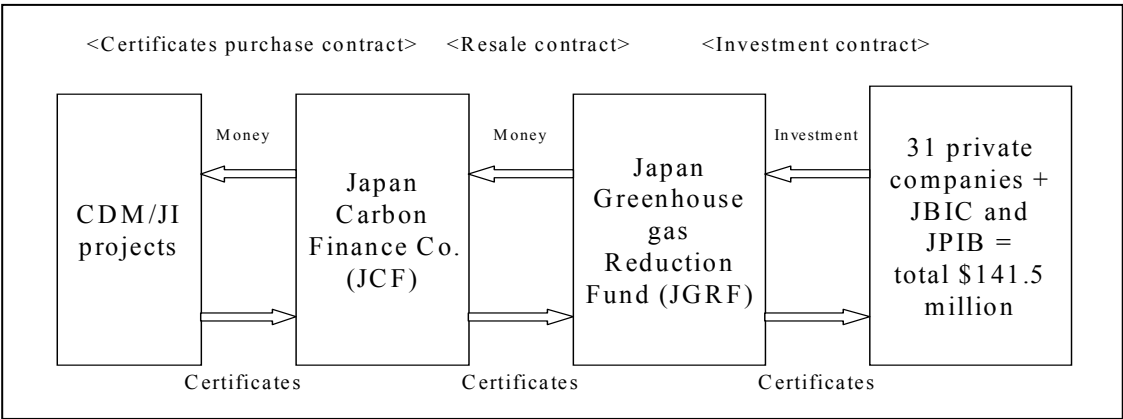 <Certificates purchase contract> <Resale contract> <Investment contract>
Money
Money
Investment
CDM/JI
projects
Japan
Carbon
Finance Co.
(JCF)
Japan
Greenhouse
gas
Reduction
Fund (JGRF)
31 private
companies +
JBIC and
JPIB =
total $141.5
million
Certificates
Certificates
Certificates